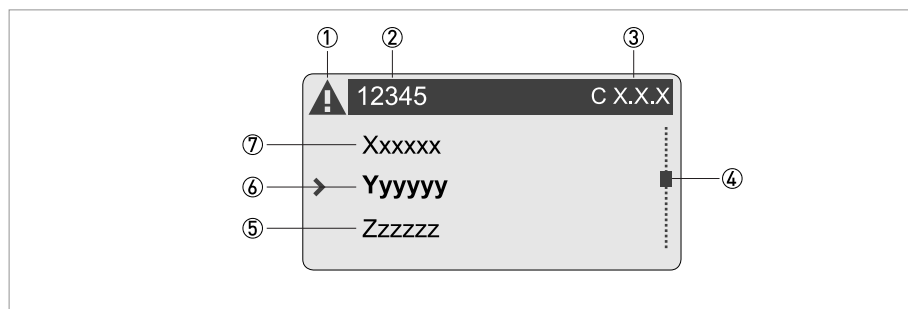 ① ② ③
12345 C X.X.X
⑦ Xxxxxx
⑥ Yyyyyy ④
⑤ Zzzzzz